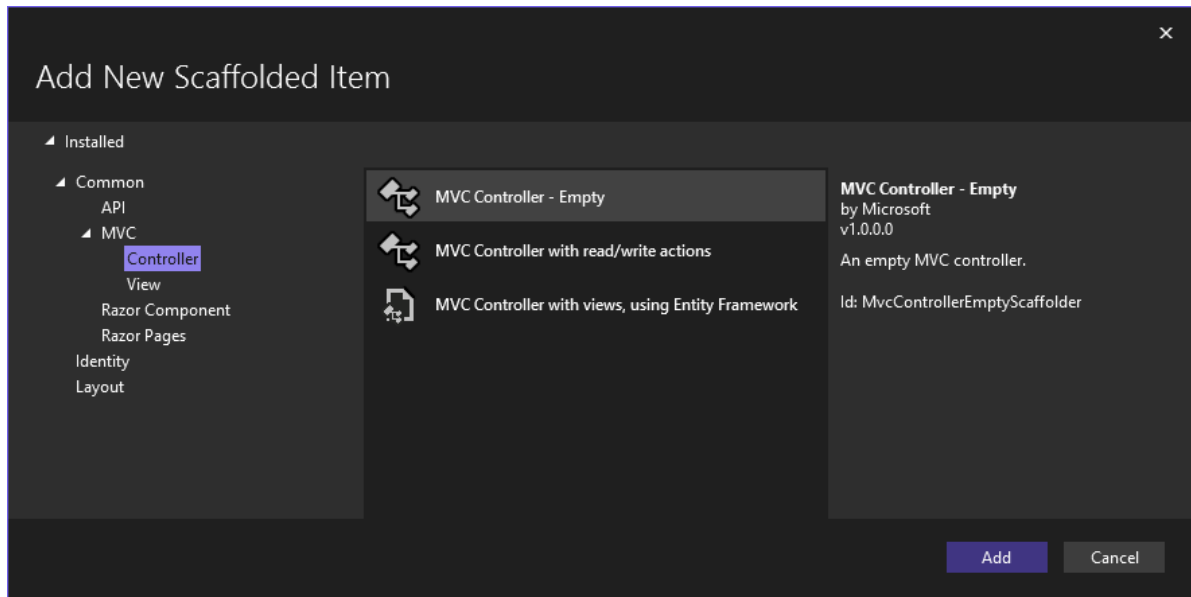 Add New Scaffolded Item
Installed
Common
API
MVC
Controller
View
Razor Component
Razor Pages
Identity
Layout
MVC Controller - Empty
MVC Controller with read/write actions
MVC Controller with views, using Entity Framework
MVC Controller - Empty
by Microsoft
v1.0.0.0
An empty MVC controller.
Id: MvcControllerEmptyScaffolder
Add
Cancel